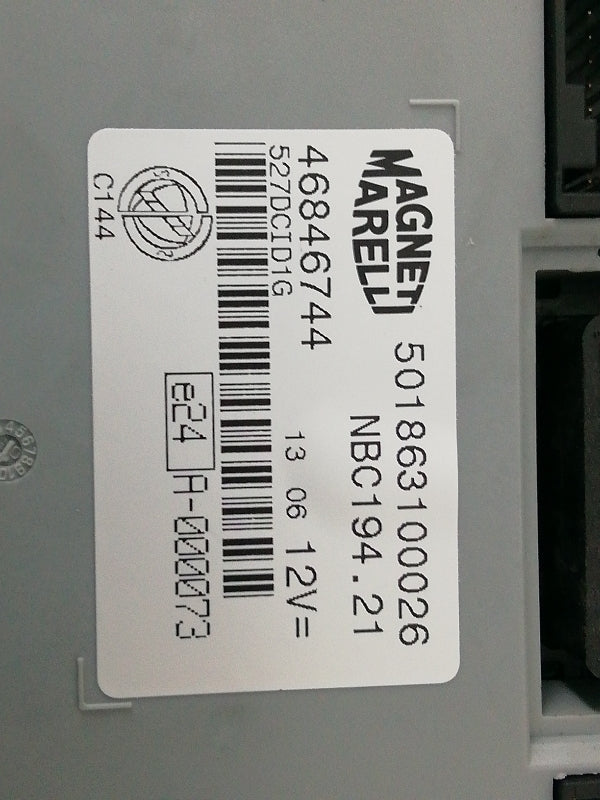 MAGNETI
MARELLI
501863100026
NBC194.21
46846744
527DCID1G
13 06
12V=
e24
A-000073
C144